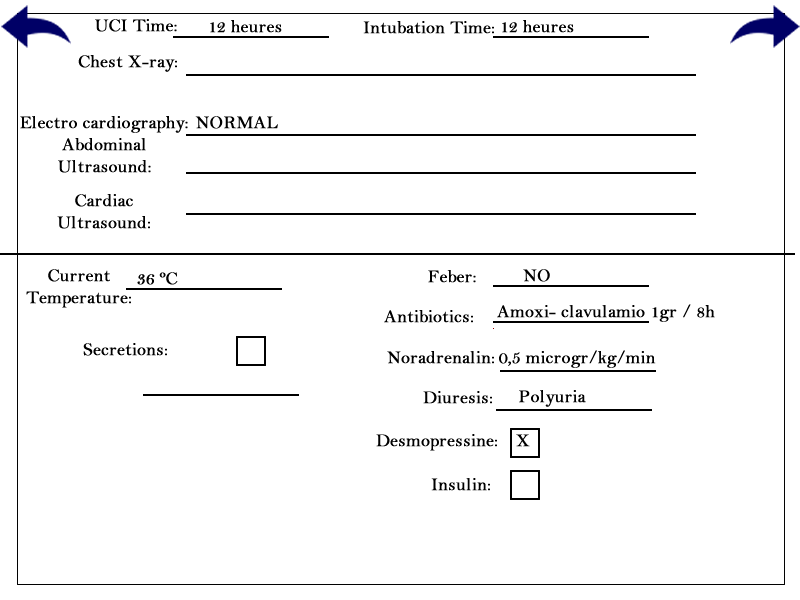 UCI Time: 12 heures Intubation Time: 12 heures
Chest X-ray:
Electro cardiography: NORMAL
Abdominal
Ultrasound:
Cardiac
Ultrasound:
Current
Temperature: 36 ºC
Feber: NO
Antibiotics: Amoxi- clavulamio 1gr / 8h
Secretions:
Noradrenalin: 0,5 microgr/kg/min
Diuresis: Polyuria
Desmopressine: X
Insulin: